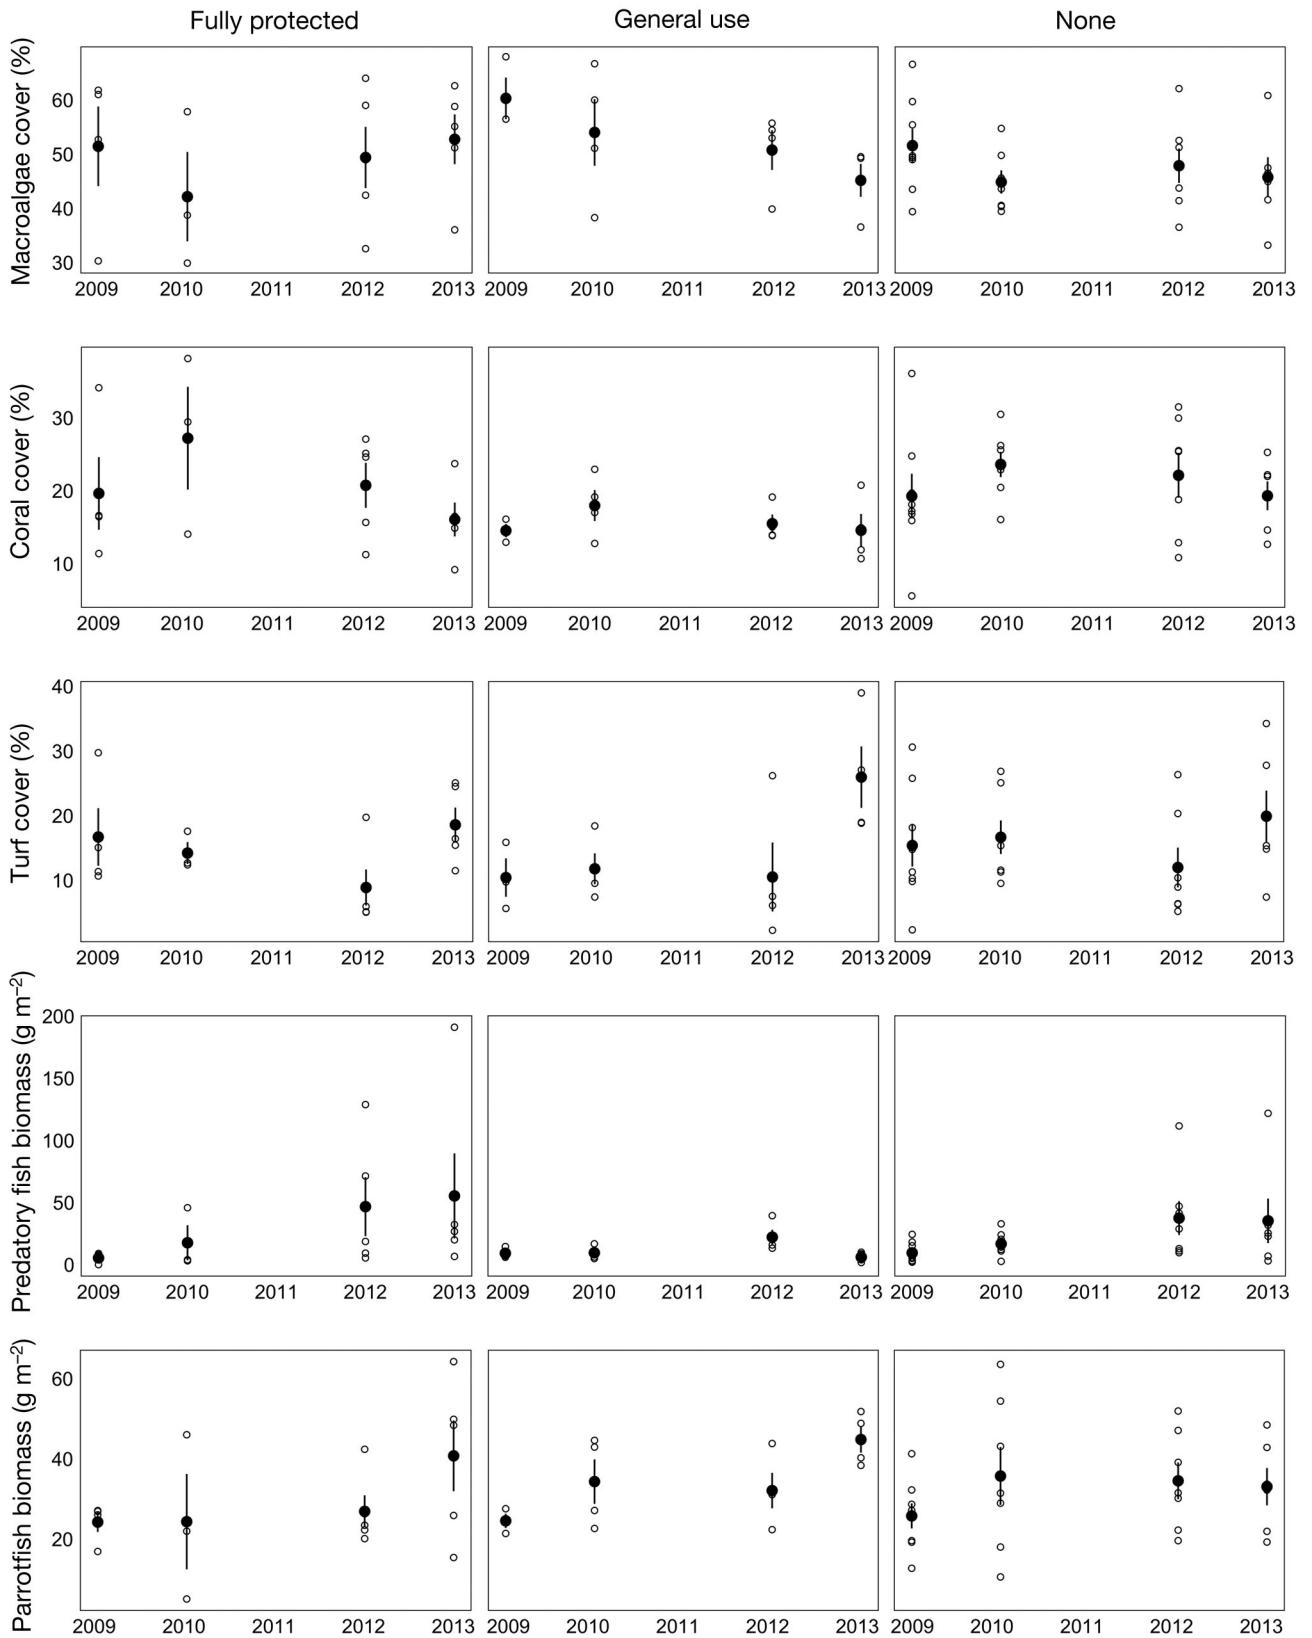 Fully protected General use None
Macroalgae cover (%)
60
50
40
30
2009 2010 2011 2012 2013 2009 2010 2011 2012 2013 2009 2010 2011 2012 2013
Coral cover (%)
30
20
10
2009 2010 2011 2012 2013 2009 2010 2011 2012 2013 2009 2010 2011 2012 2013
Turf cover (%)
40
30
20
10
2009 2010 2011 2012 2013 2009 2010 2011 2012 2013 2009 2010 2011 2012 2013
Predatory fish biomass (g m⁻²)
200
150
100
50
0
2009 2010 2011 2012 2013 2009 2010 2011 2012 2013 2009 2010 2011 2012 2013
Parrotfish biomass (g m⁻²)
60
40
20
2009 2010 2011 2012 2013 2009 2010 2011 2012 2013 2009 2010 2011 2012 2013